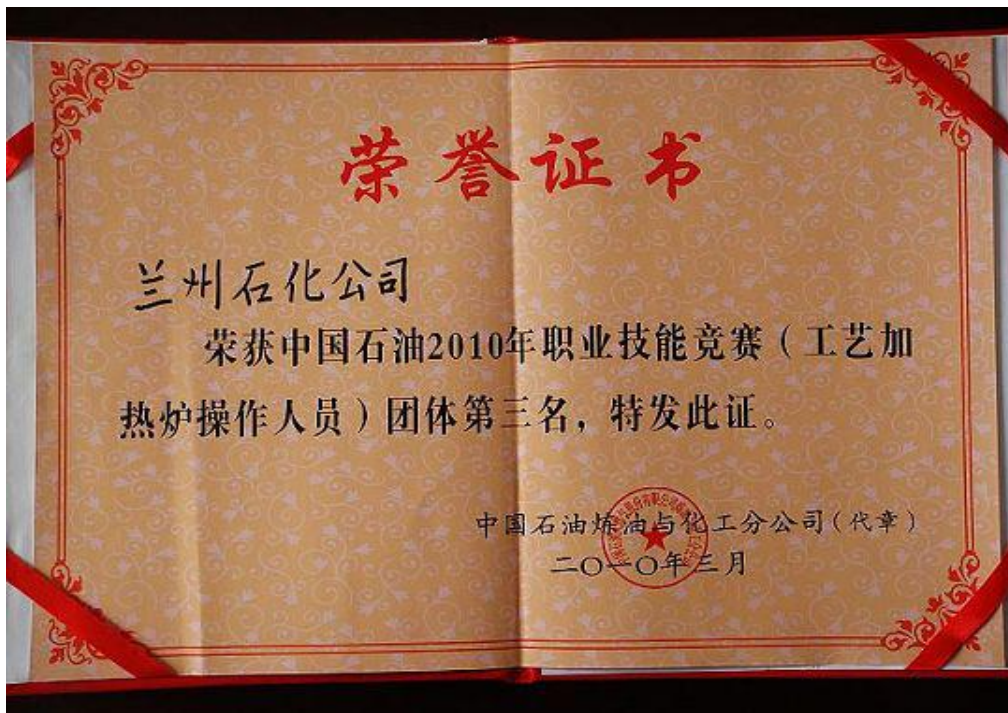 荣誉证书
兰州石化公司
荣获中国石油2010年职业技能竞赛（工艺加
热炉操作人员）团体第三名，特发此证。
中国石油炼油与化工分公司（代章）
二〇一〇年三月